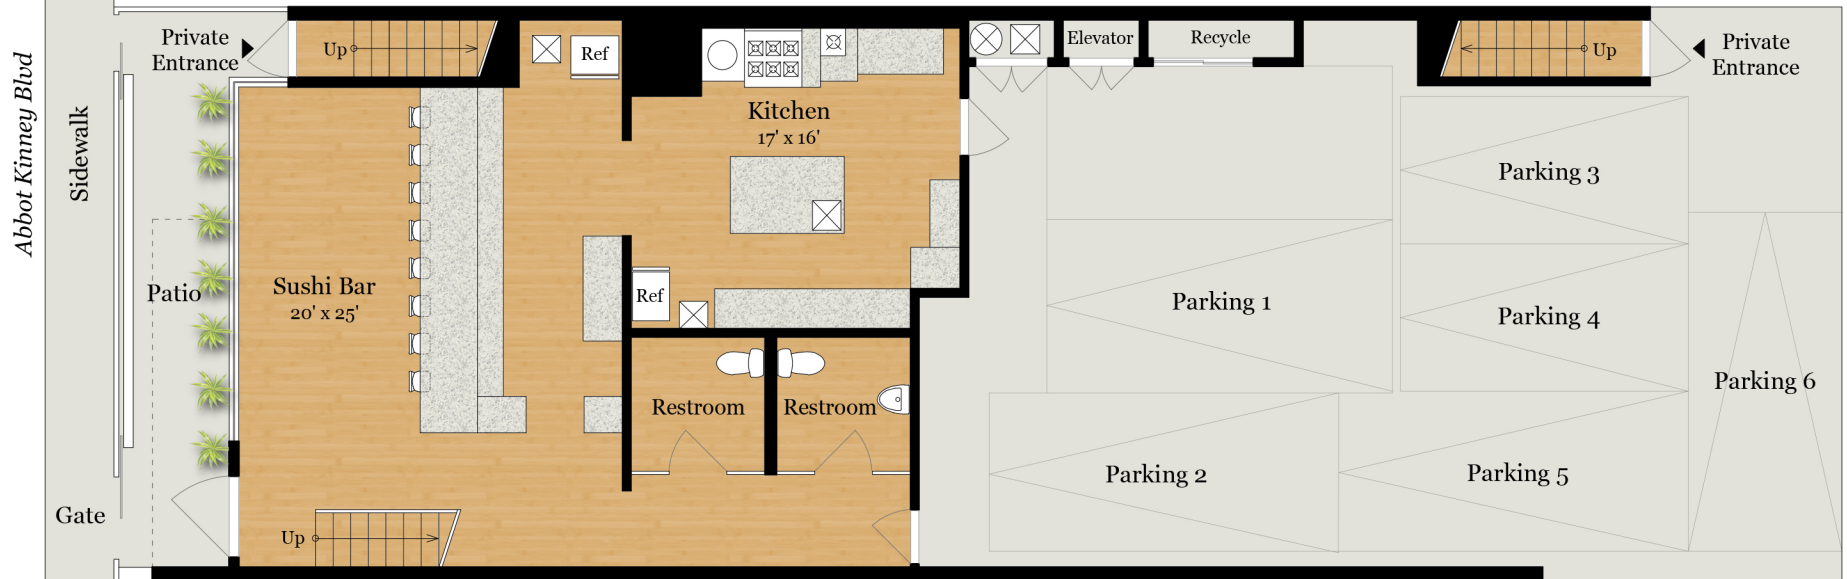 Abbot Kinney Blvd
Sidewalk
Private
Entrance
Up
Ref
Kitchen
17' x 16'
Elevator
Recycle
Up
Private
Entrance
Patio
Sushi Bar
20' x 25'
Ref
Restroom
Restroom
Gate
Up
Parking 1
Parking 2
Parking 3
Parking 4
Parking 5
Parking 6